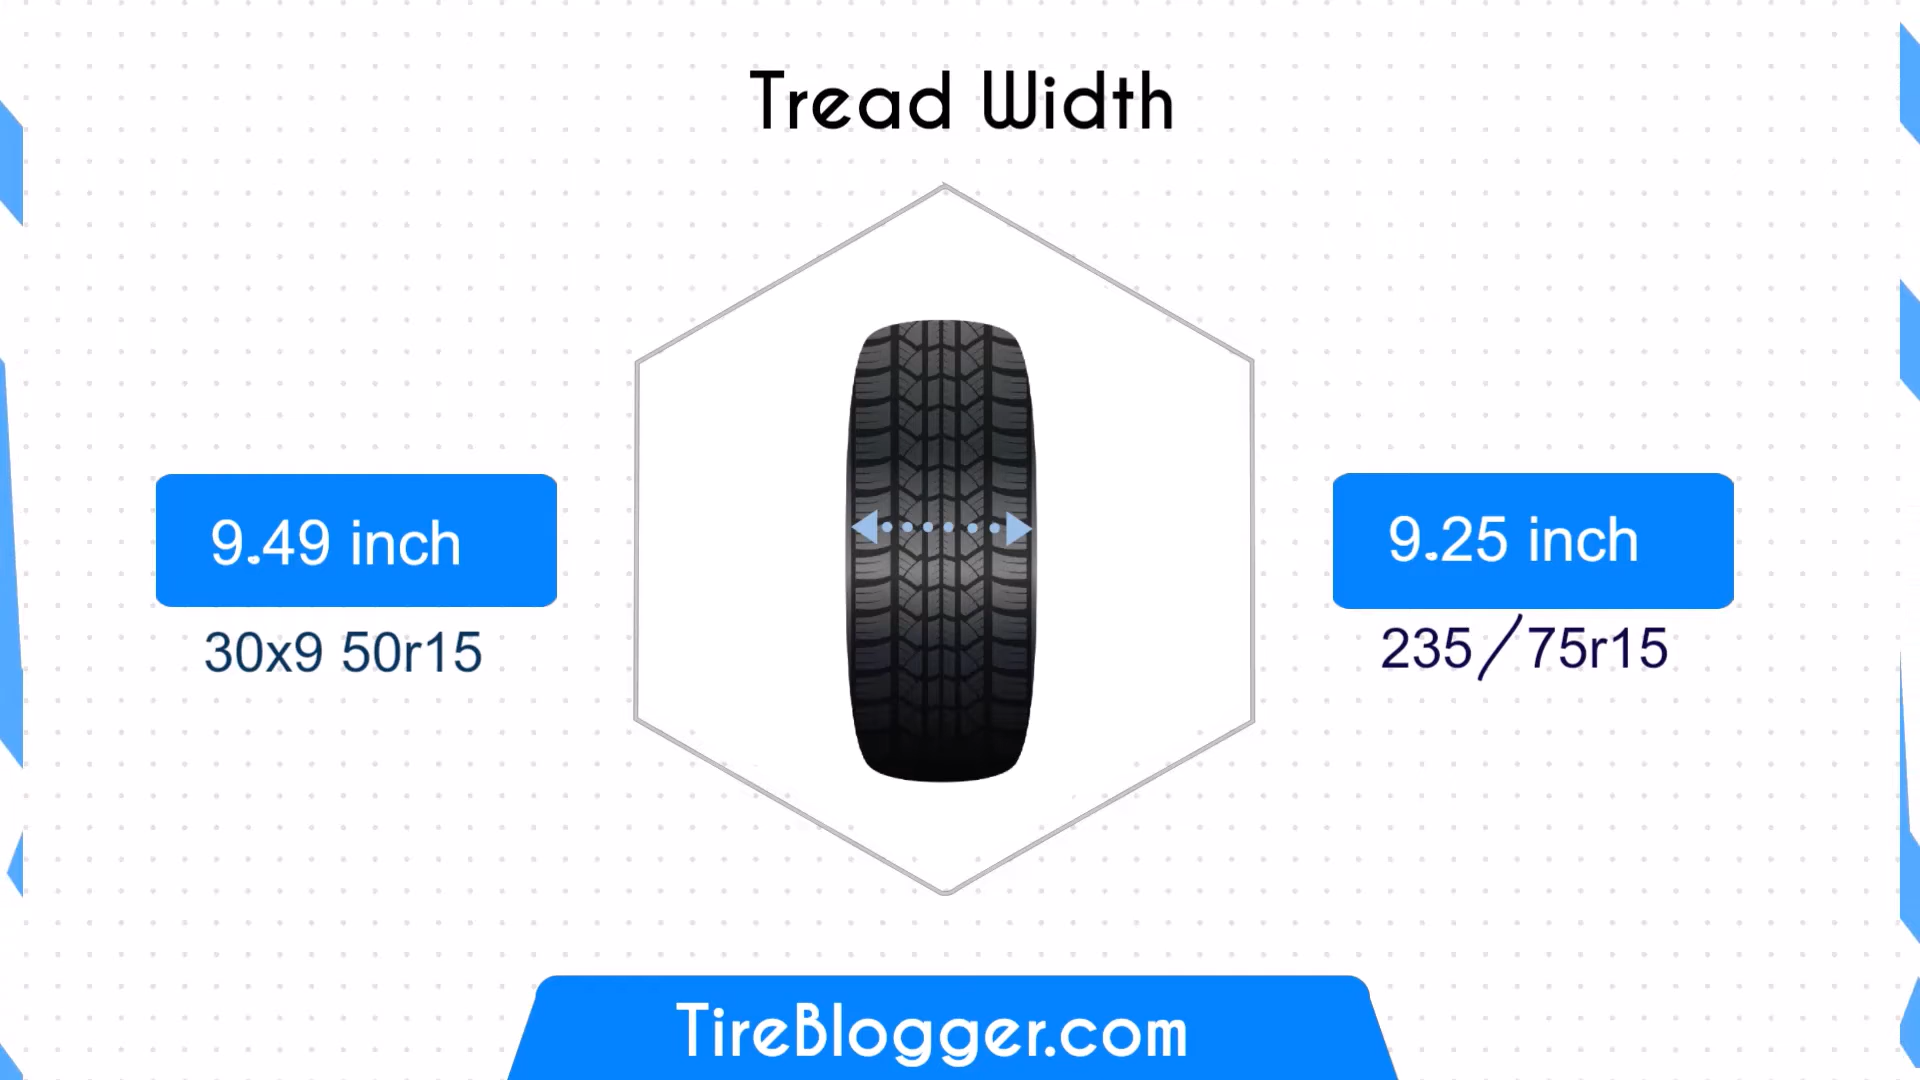 Tread Width
9.49 inch
30x9 50r15
9.25 inch
235/75r15
TireBlogger.com